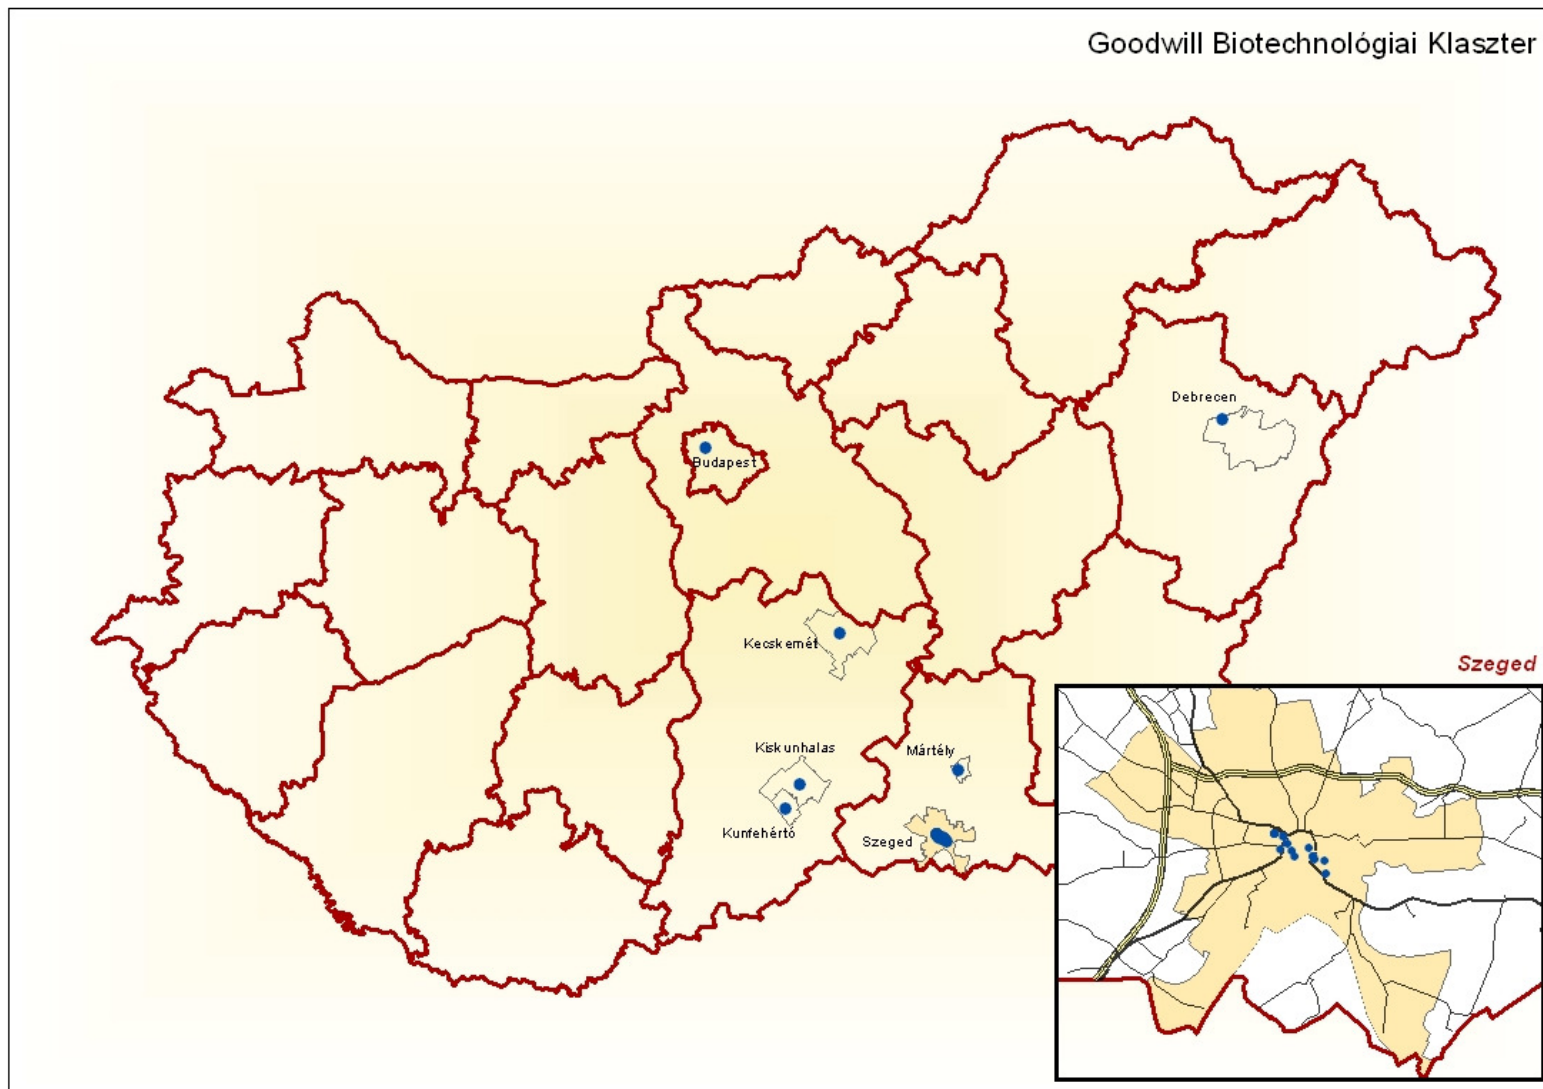 Goodwill Biotechnológiai Klaszter
Debrecen
Budapest
Kecskemét
Szeged
Kiskunhalas
Mártély
Kunfehértó
Szeged